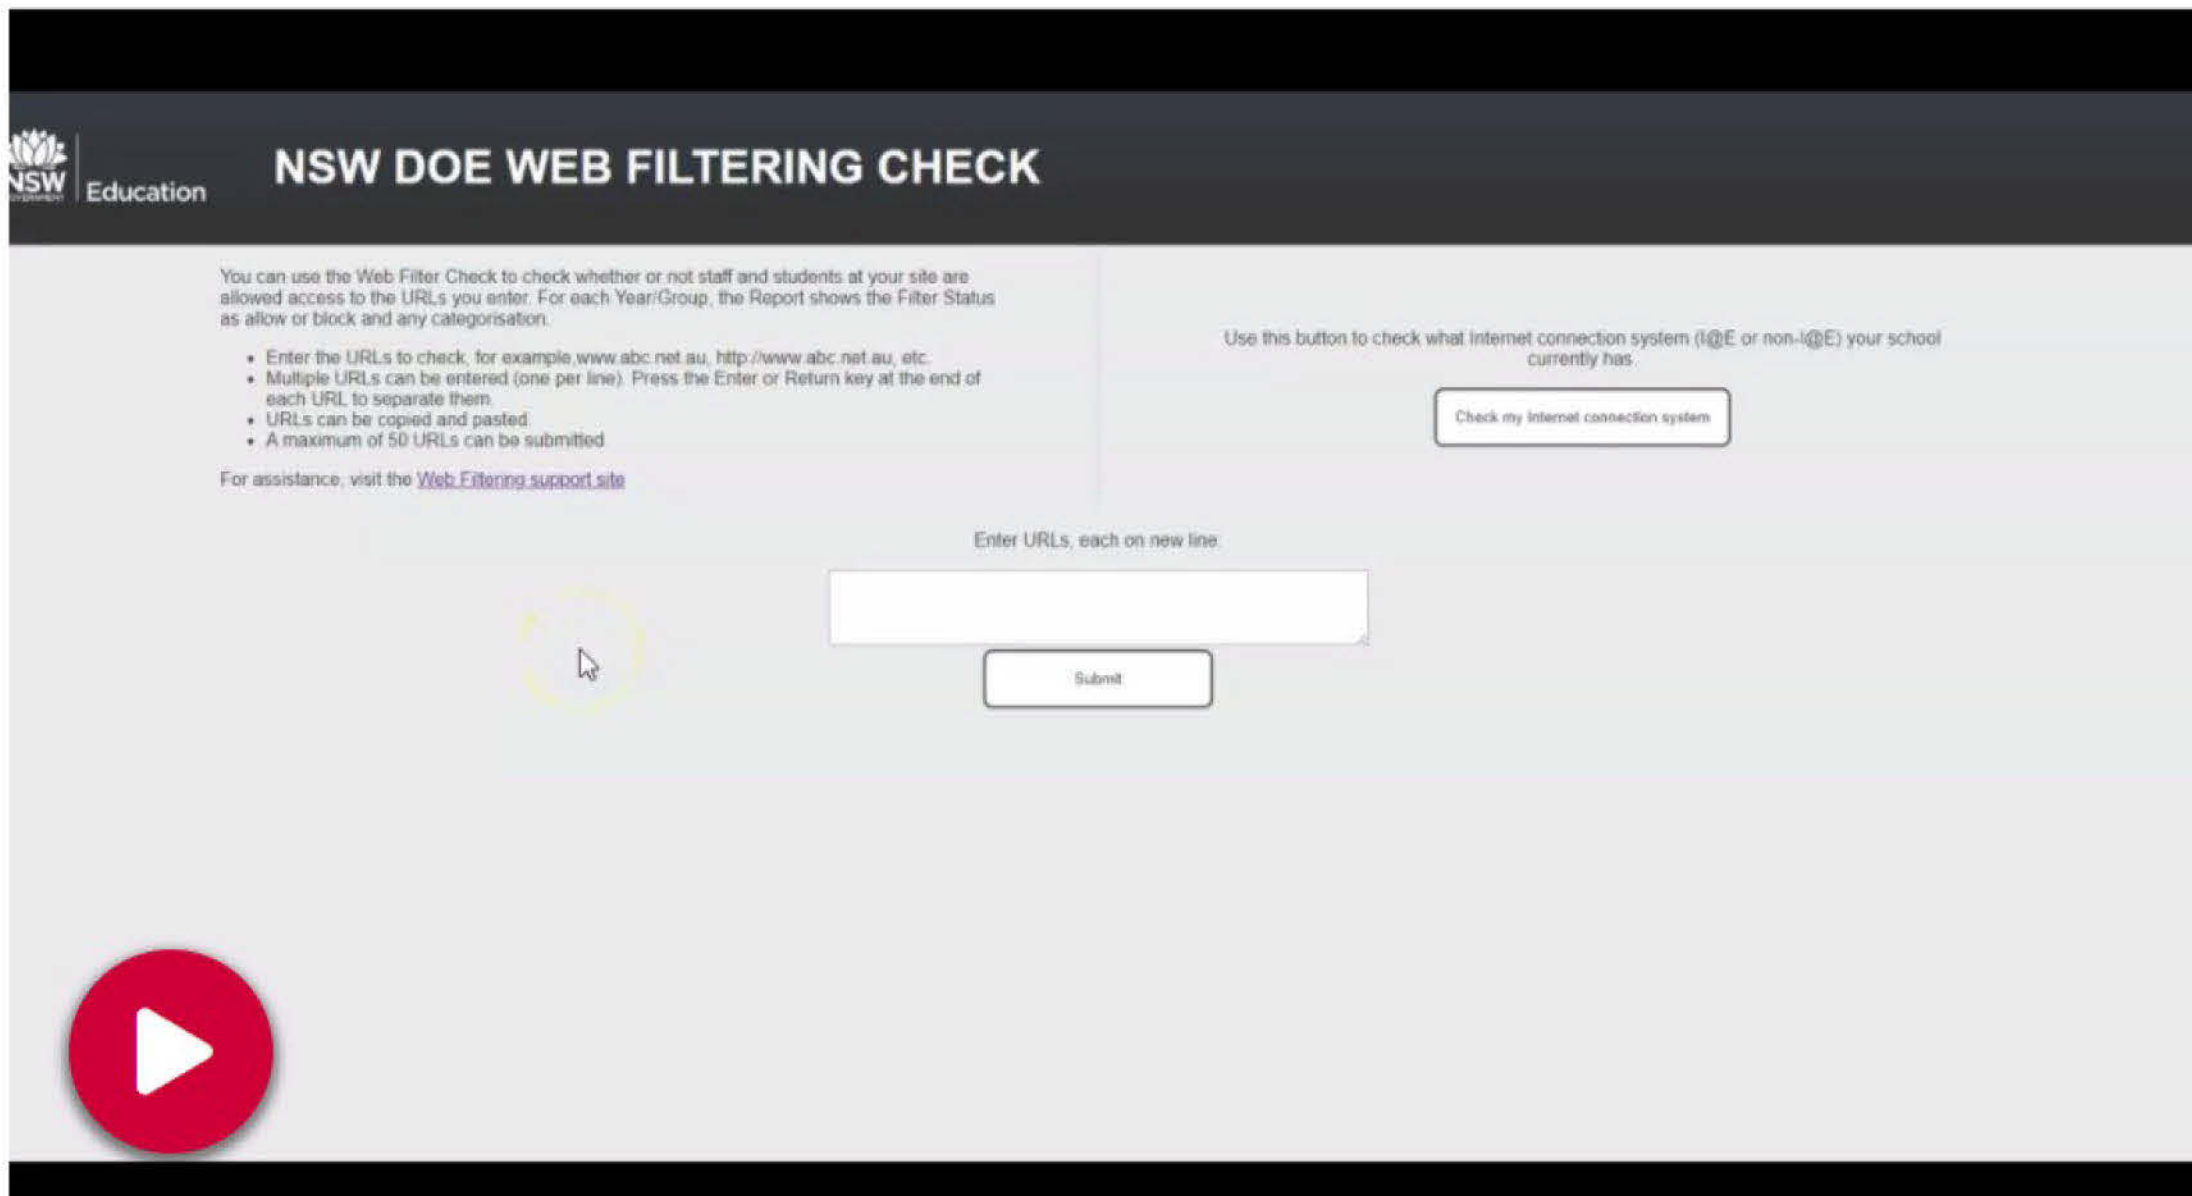 NSW
GOVERNMENT
Education
NSW DOE WEB FILTERING CHECK
You can use the Web Filter Check to check whether or not staff and students at your site are
allowed access to the URLs you enter. For each Year/Group, the Report shows the Filter Status
as allow or block and any categorisation.
• Enter the URLs to check, for example www.abc.net.au, http://www.abc.net.au, etc.
• Multiple URLs can be entered (one per line). Press the Enter or Return key at the end of
each URL to separate them.
• URLs can be copied and pasted.
• A maximum of 50 URLs can be submitted.
For assistance, visit the Web Filtering support site
Use this button to check what Internet connection system (I@E or non-I@E) your school
currently has.
Check my Internet connection system
Enter URLs, each on new line:
Submit